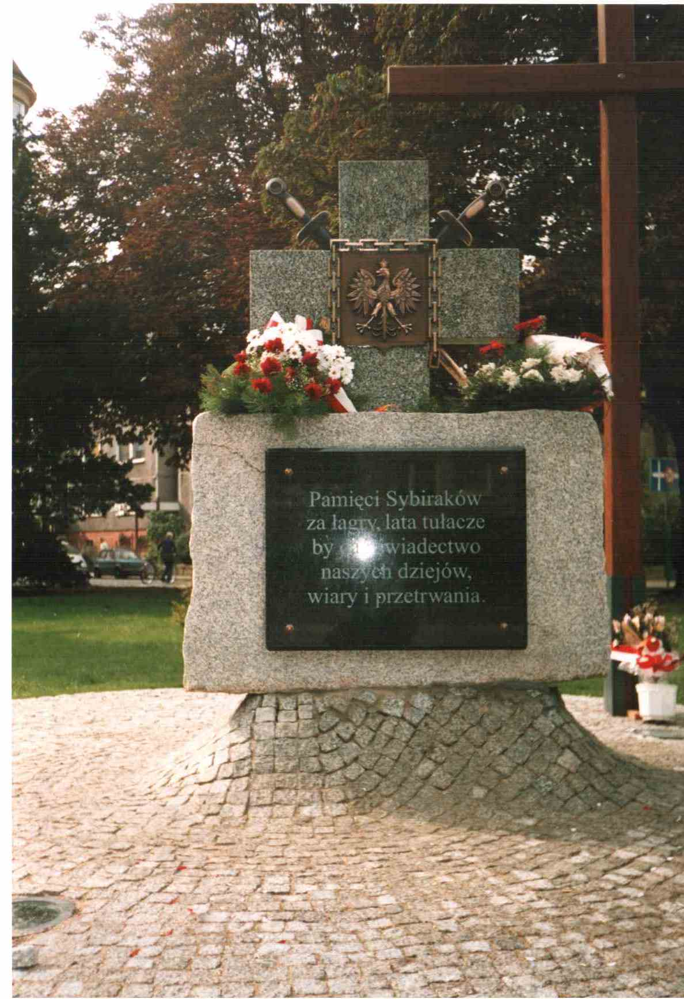 Pamięci Sybiraków
za łagry, lata tułacze
by
naszych dziejów,
wiary i przetrwania.